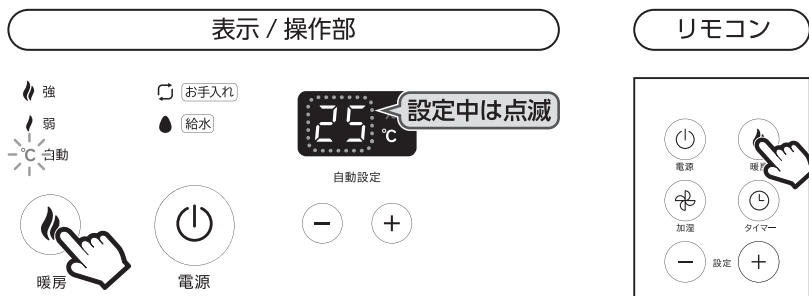 表示 / 操作部
リモコン
強
お手入れ
弱
給水
℃ 自動
25
℃
設定中は点滅
自動設定
暖房
電源
電源
暖房
加湿
タイマー
設定